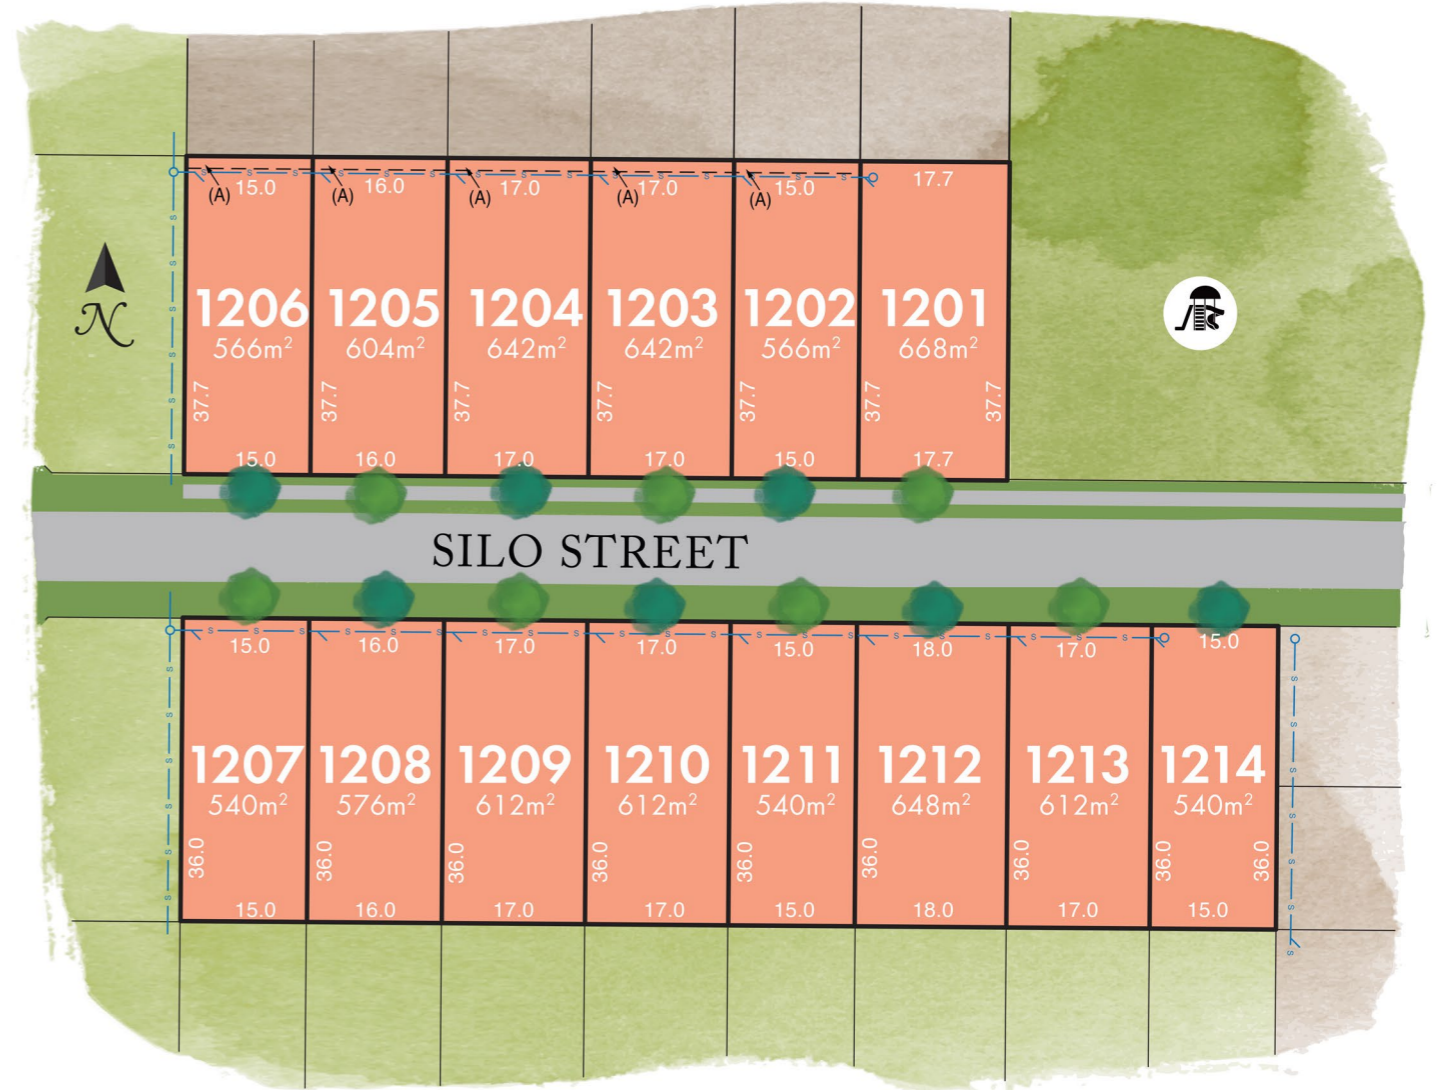 (A) 15.0 (A) 16.0 (A) 17.0 (A) 17.0 (A) 15.0 17.7
N
1206 1205 1204 1203 1202 1201
566m² 604m² 642m² 642m² 566m² 668m²
37.7 37.7 37.7 37.7 37.7 37.7 37.7
15.0 16.0 17.0 17.0 15.0 17.7
SILO STREET
15.0 16.0 17.0 17.0 15.0 18.0 17.0 15.0
1207 1208 1209 1210 1211 1212 1213 1214
540m² 576m² 612m² 612m² 540m² 648m² 612m² 540m²
36.0 36.0 36.0 36.0 36.0 36.0 36.0 36.0 36.0
15.0 16.0 17.0 17.0 15.0 18.0 17.0 15.0